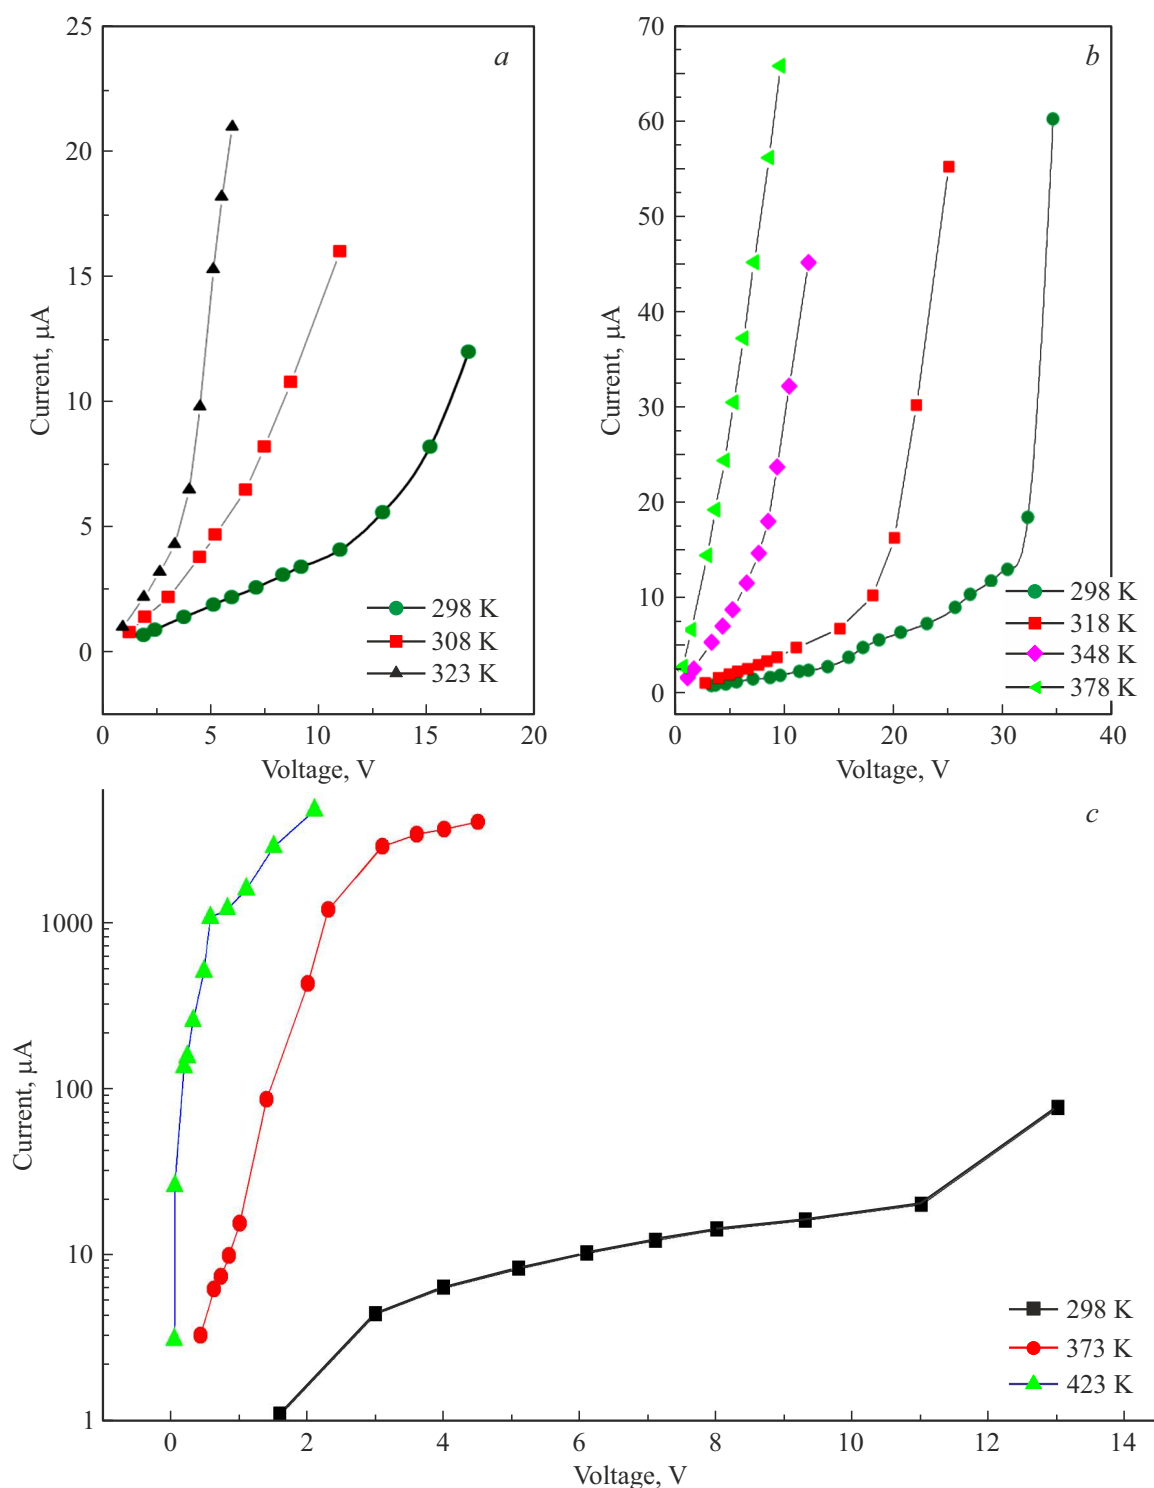 a
25
20
15
10
5
0
Current, μA
298 K
308 K
323 K
0 5 10 15 20
Voltage, V
b
70
60
50
40
30
20
10
0
Current, μA
298 K
318 K
348 K
378 K
0 10 20 30 40
Voltage, V
c
1000
100
10
1
Current, μA
298 K
373 K
423 K
0 2 4 6 8 10 12 14
Voltage, V